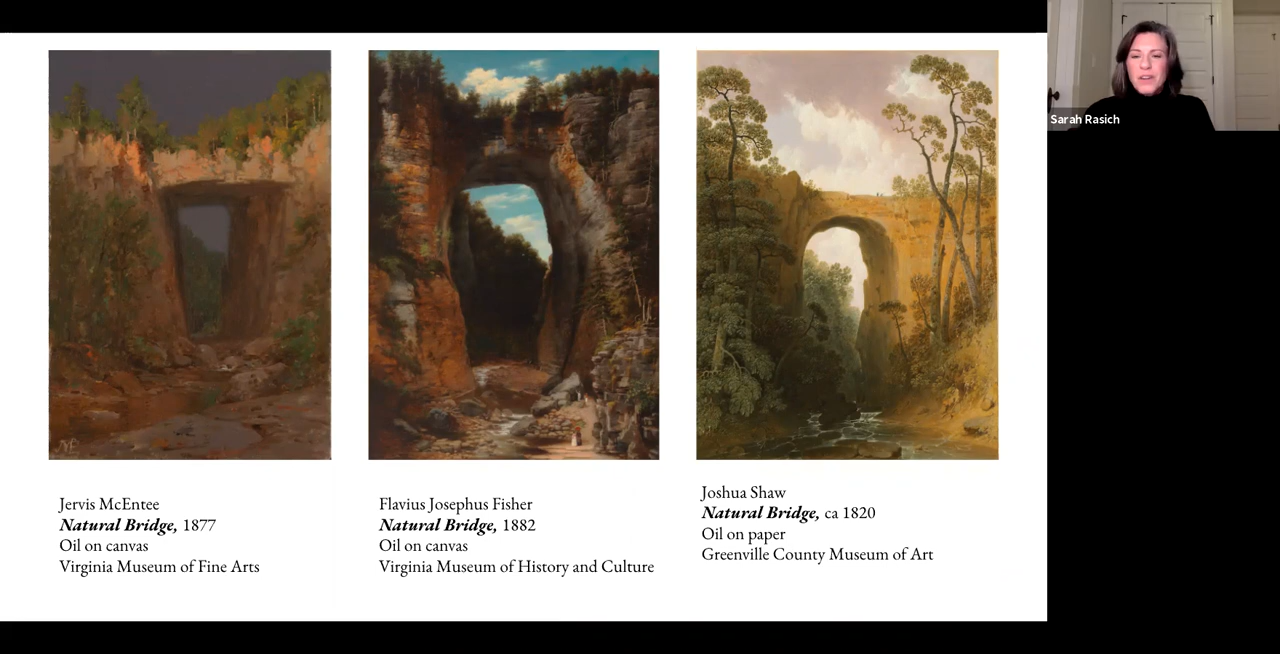 Sarah Rasich
Jervis McEntee
Natural Bridge, 1877
Oil on canvas
Virginia Museum of Fine Arts
Flavius Josephus Fisher
Natural Bridge, 1882
Oil on canvas
Virginia Museum of History and Culture
Joshua Shaw
Natural Bridge, ca 1820
Oil on paper
Greenville County Museum of Art